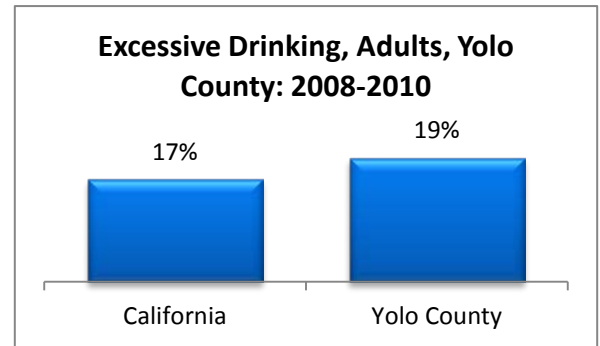 Excessive Drinking, Adults, Yolo
County: 2008-2010
17%
19%
California
Yolo County